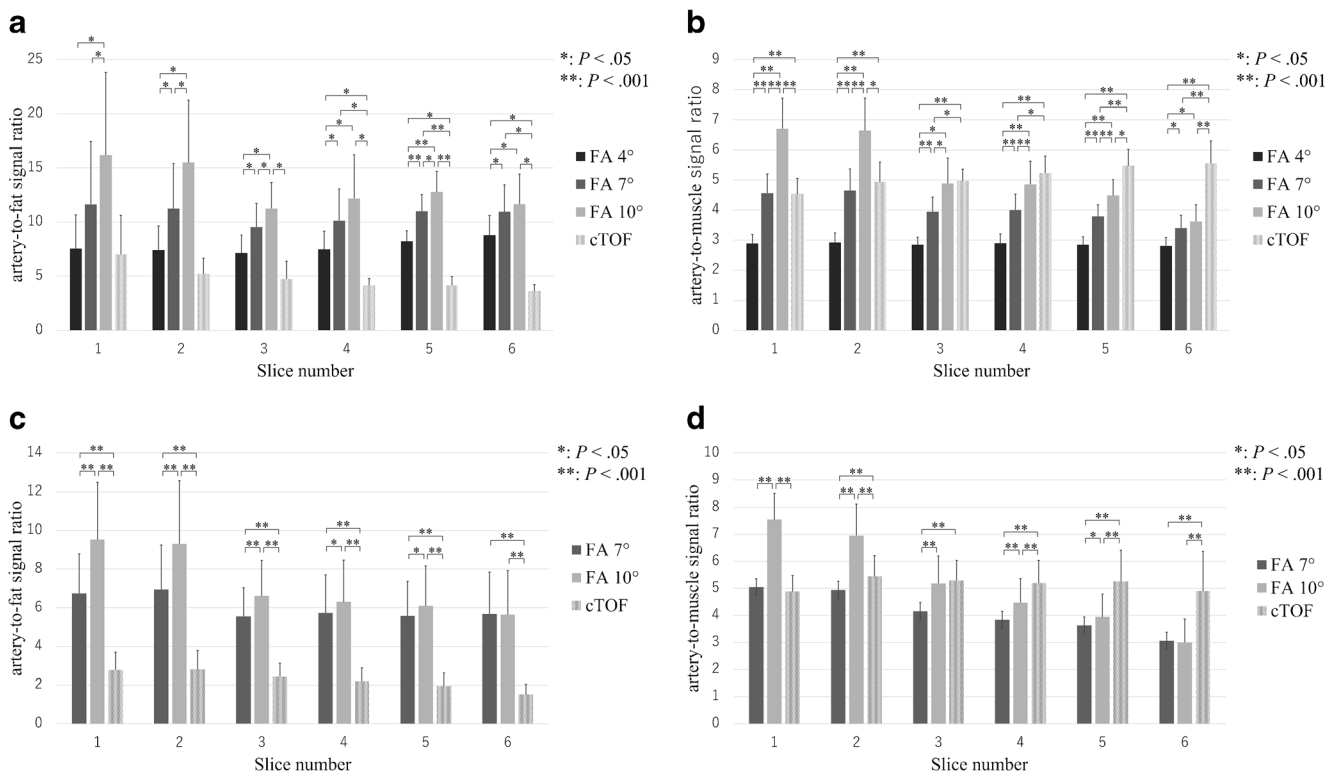 a
*
*
*
* *
*
* * *
*
*
* *
* *
*
**
**
** * **
*
*
*
* *
*: P < .05
**: P < .001
25
20
15
10
5
0
artery-to-fat signal ratio
FA 4°
FA 7°
FA 10°
cTOF
1 2 3 4 5 6
Slice number
b
**
**
** ** **
**
**
** ** *
**
*
*
** *
**
*
**
** **
**
**
**
** ** *
**
**
*
* **
*: P < .05
**: P < .001
9
8
7
6
5
4
3
2
1
0
artery-to-muscle signal ratio
FA 4°
FA 7°
FA 10°
cTOF
1 2 3 4 5 6
Slice number
c
**
** **
**
** **
**
** **
**
* **
**
* **
**
**
*: P < .05
**: P < .001
14
12
10
8
6
4
2
0
artery-to-fat signal ratio
FA 7°
FA 10°
cTOF
1 2 3 4 5 6
Slice number
d
** **
**
** **
**
**
**
** **
**
* **
**
**
*: P < .05
**: P < .001
10
9
8
7
6
5
4
3
2
1
0
artery-to-muscle signal ratio
FA 7°
FA 10°
cTOF
1 2 3 4 5 6
Slice number